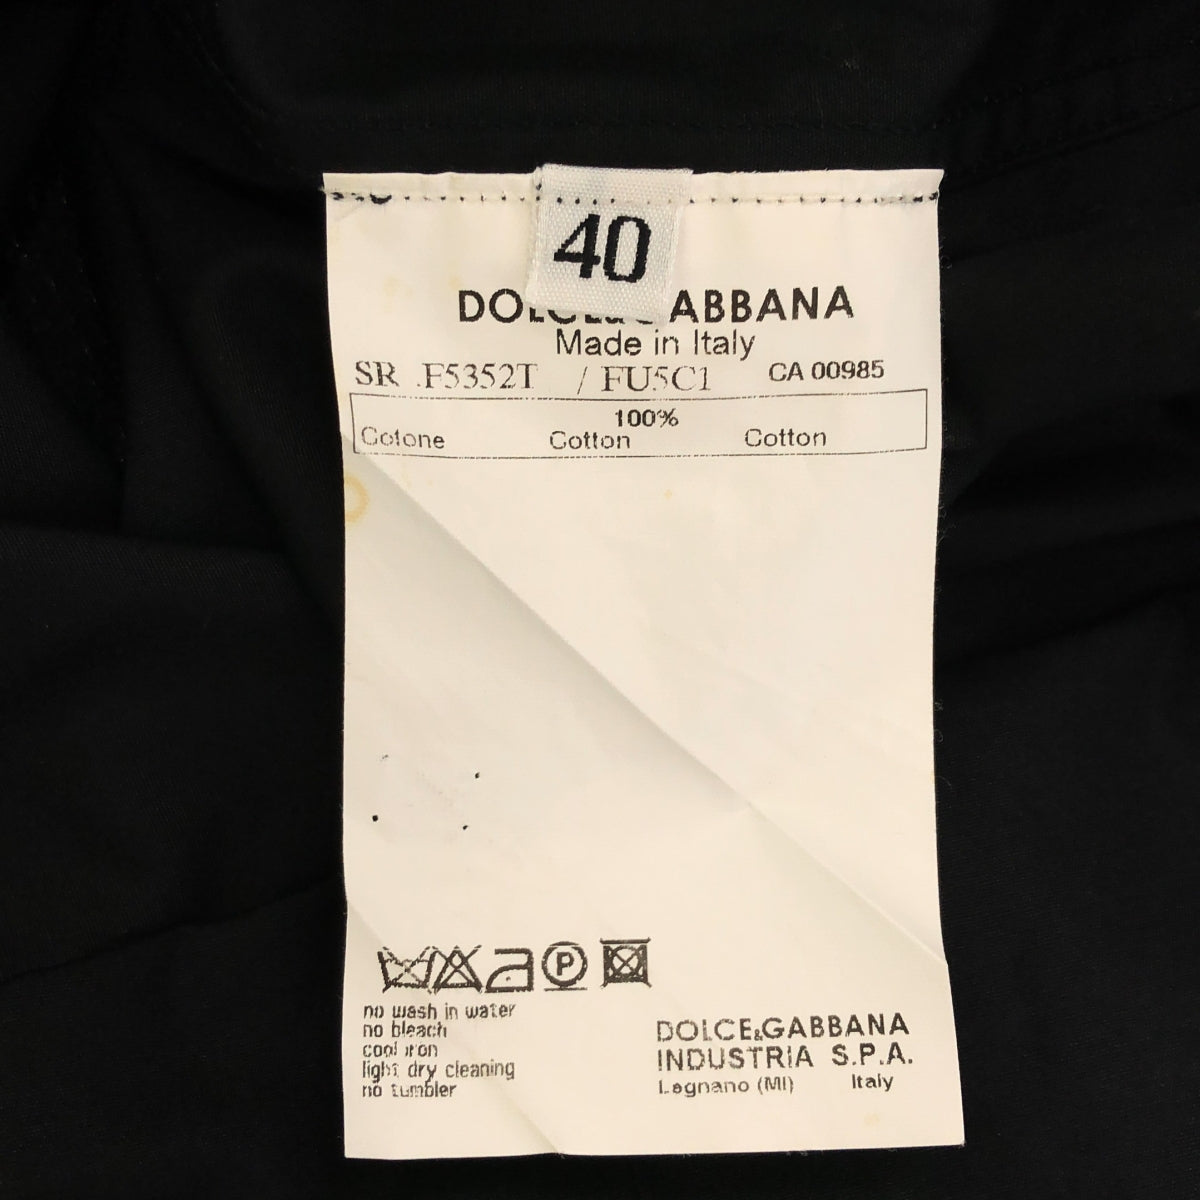 40
DOLCE&GABBANA
Made in Italy
SR .F5352T / FU5C1 CA 00985
100%
Cotone Cotton Cotton
P
no wash in water
no bleach
cool iron
light dry cleaning
no tumbler
DOLCE&GABBANA
INDUSTRIA S.P.A.
Legnano (MI) Italy